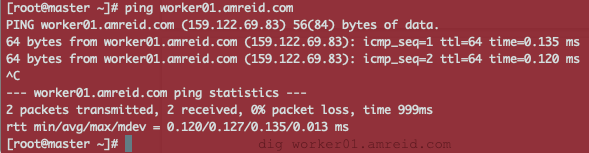 [root@master ~]# ping worker01.amreid.com
PING worker01.amreid.com (159.122.69.83) 56(84) bytes of data.
64 bytes from worker01.amreid.com (159.122.69.83): icmp_seq=1 ttl=64 time=0.135 ms
64 bytes from worker01.amreid.com (159.122.69.83): icmp_seq=2 ttl=64 time=0.120 ms
^C
--- worker01.amreid.com ping statistics ---
2 packets transmitted, 2 received, 0% packet loss, time 999ms
rtt min/avg/max/mdev = 0.120/0.127/0.135/0.013 ms
[root@master ~]#
dig worker01.amreid.com